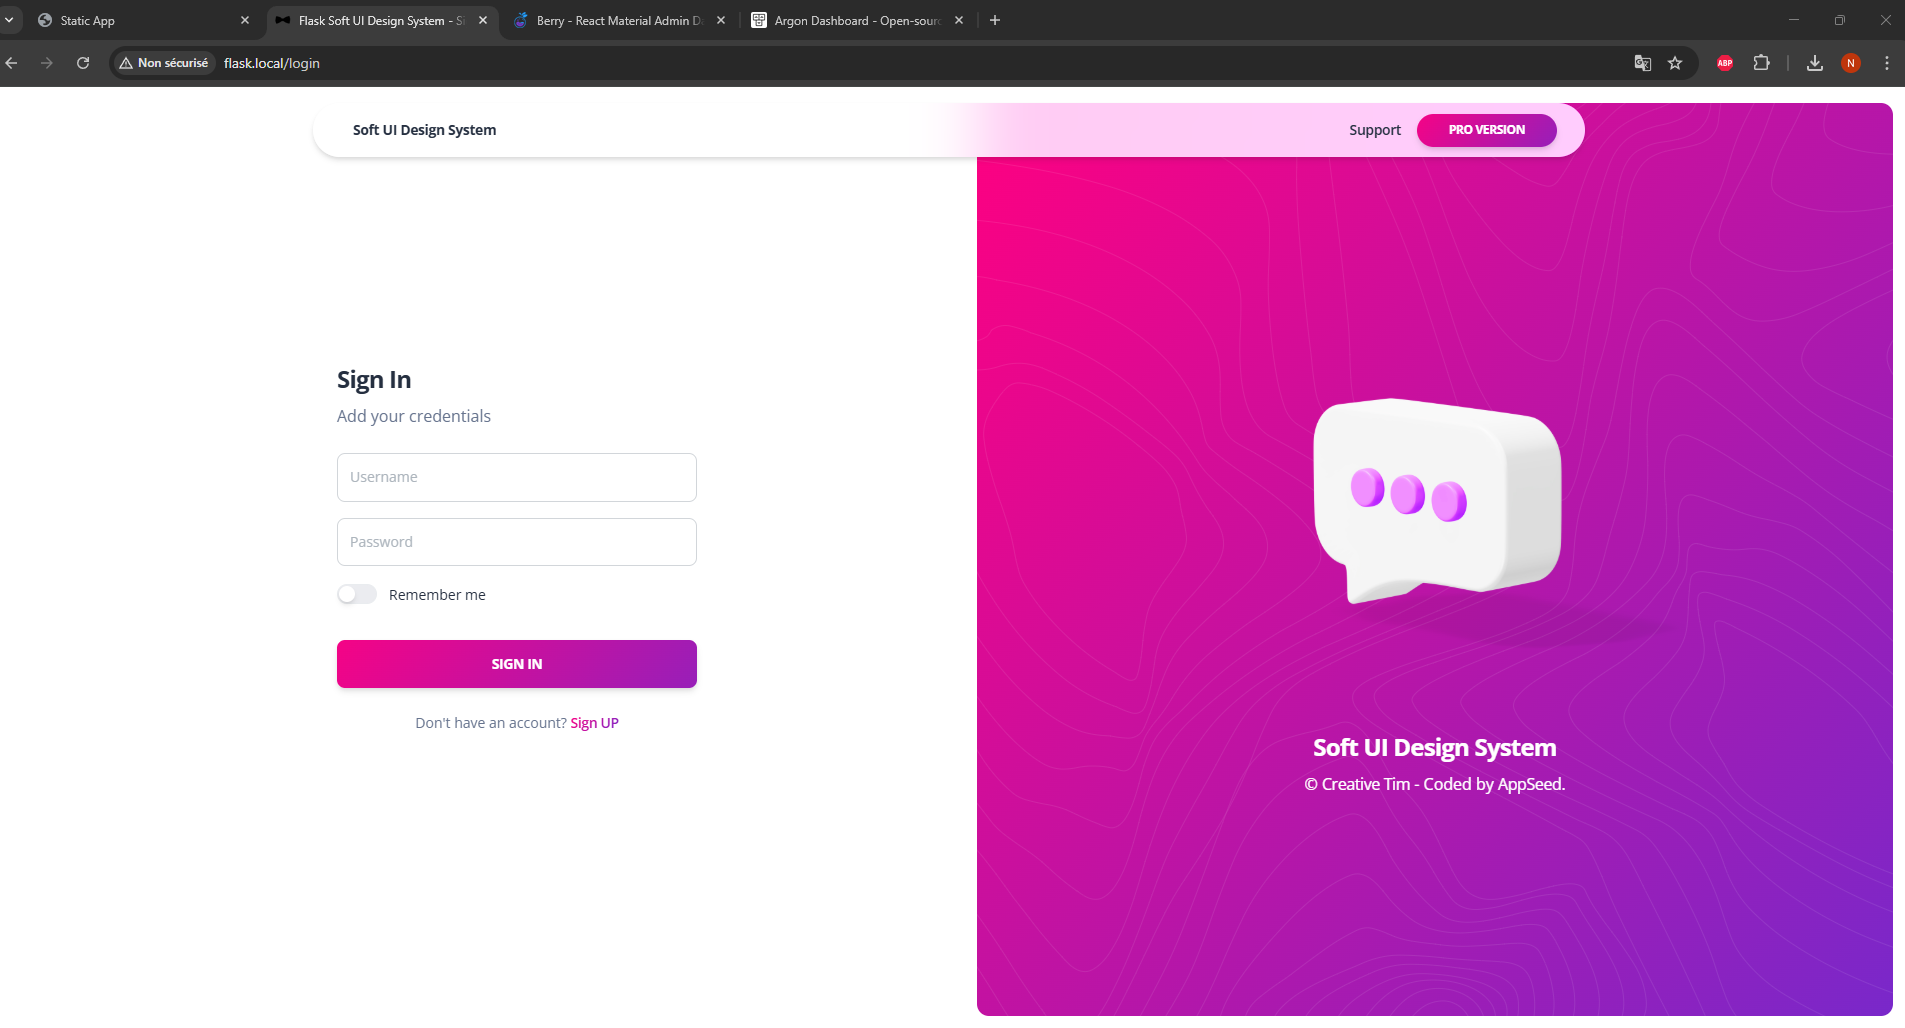 Static App
Flask Soft UI Design System - Si
Berry - React Material Admin Da
Argon Dashboard - Open-sourc
Non sécurisé
flask.local/login
ABP
N
Soft UI Design System
Support
PRO VERSION
Sign In
Add your credentials
Username
Password
Remember me
SIGN IN
Don't have an account? Sign UP
Soft UI Design System
© Creative Tim - Coded by AppSeed.